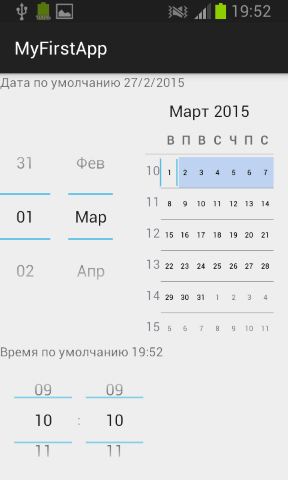 19:52
MyFirstApp
Дата по умолчанию 27/2/2015
Март 2015
В П В С Ч П С
31 Фев
01 Мар
02 Апр
10 1 2 3 4 5 6 7
11 8 9 10 11 12 13 14
12 15 16 17 18 19 20 21
13 22 23 24 25 26 27 28
14 29 30 31 1 2 3 4
15 5 6 7 8 9 10 11
Время по умолчанию 19:52
09 09
10 : 10
11 11